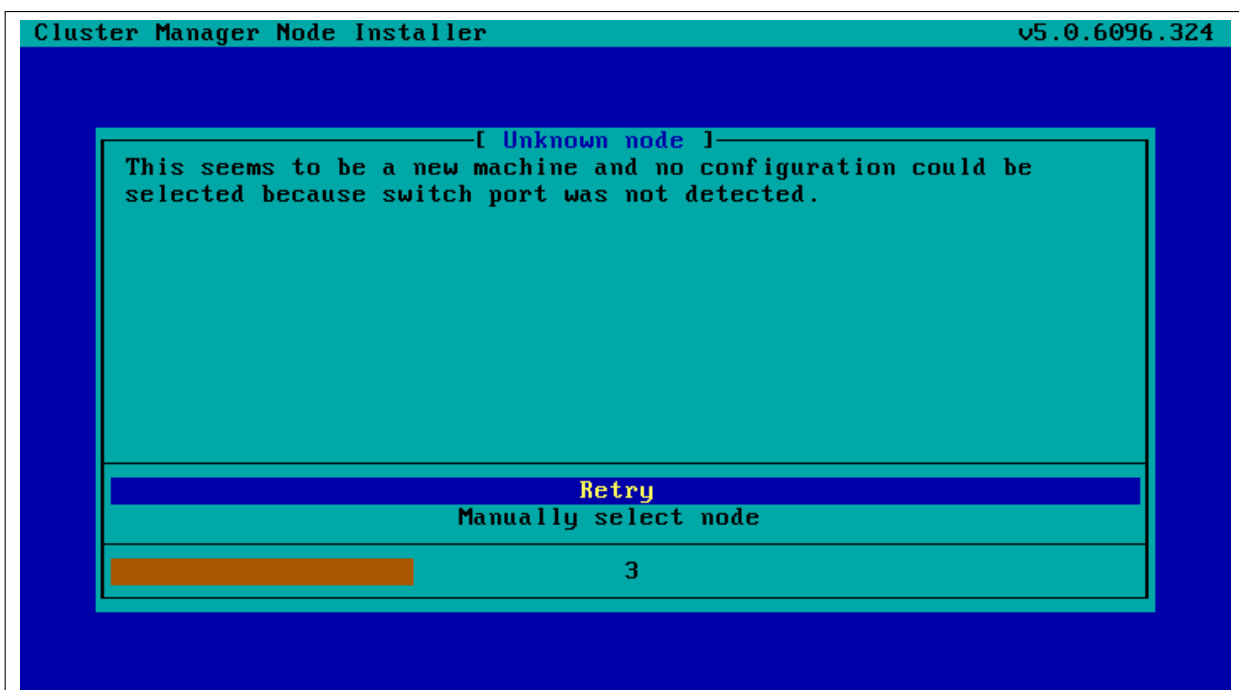 Cluster Manager Node Installer v5.0.6096.324
[ Unknown node ]
This seems to be a new machine and no configuration could be
selected because switch port was not detected.
Retry
Manually select node
3